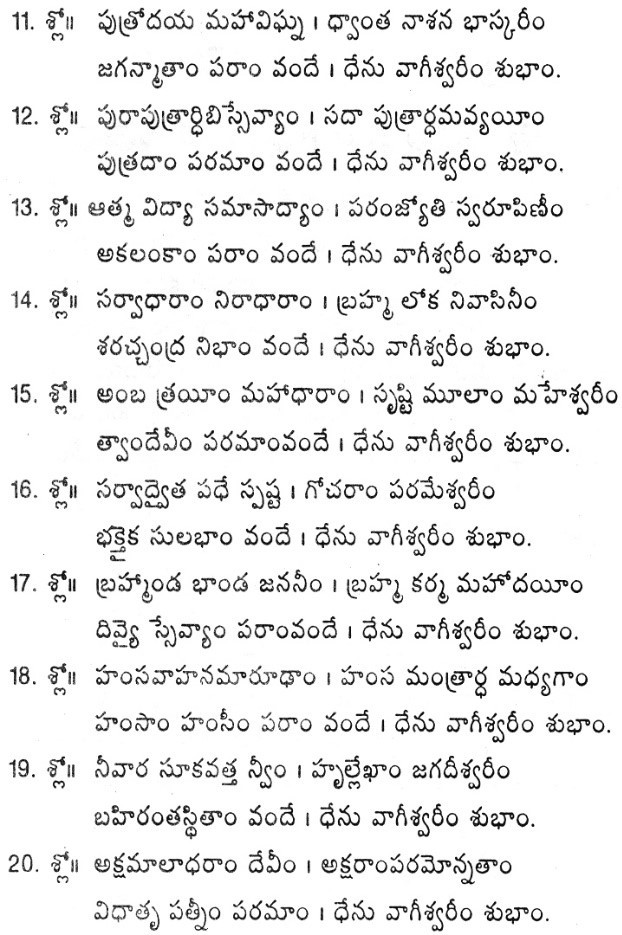 11. శ్లో॥ పుత్రోదయ మహావిఘ్న । ధ్వాంత నాశన భాస్కరీం
జగన్మాతాం పరాం వందే । ధేను వాగీశ్వరీం శుభాం.
12. శ్లో॥ పురాపుత్రార్ధిబిస్సేవ్యాం । సదా పుత్రార్ధమవ్యయీం
పుత్రదాం పరమాం వందే । ధేను వాగీశ్వరీం శుభాం.
13. శ్లో॥ ఆత్మ విద్యా సమాసాద్యాం । పరంజ్యోతి స్వరూపిణీం
అకలంకాం పరాం వందే । ధేను వాగీశ్వరీం శుభాం.
14. శ్లో॥ సర్వాధారాం నిరాధారాం । బ్రహ్మ లోక నివాసినీం
శరచ్చంద్ర నిభాం వందే । ధేను వాగీశ్వరీం శుభాం.
15. శ్లో॥ అంబ త్రయీం మహాధారాం । సృష్టి మూలాం మహేశ్వరీం
త్వాందేవీం పరమాంవందే । ధేను వాగీశ్వరీం శుభాం.
16. శ్లో॥ సర్వాద్వైత పధే స్పష్ట । గోచరాం పరమేశ్వరీం
భక్తైక సులభాం వందే । ధేను వాగీశ్వరీం శుభాం.
17. శ్లో॥ బ్రహ్మాండ భాండ జననీం । బ్రహ్మ కర్మ మహోదయీం
దివ్యై స్సేవ్యాం పరాంవందే । ధేను వాగీశ్వరీం శుభాం.
18. శ్లో॥ హంసవాహనమారూఢాం । హంస మంత్రార్ధ మధ్యగాం
హంసాం హంసీం పరాం వందే । ధేను వాగీశ్వరీం శుభాం.
19. శ్లో॥ నీవార సూకవత్త న్వీం । హృల్లేఖాం జగదీశ్వరీం
బహిరంతస్థితాం వందే । ధేను వాగీశ్వరీం శుభాం.
20. శ్లో॥ అక్షమాలాధరాం దేవీం । అక్షరాంపరమోన్నతాం
విధాతృ పత్నీం పరమాం । ధేను వాగీశ్వరీం శుభాం.